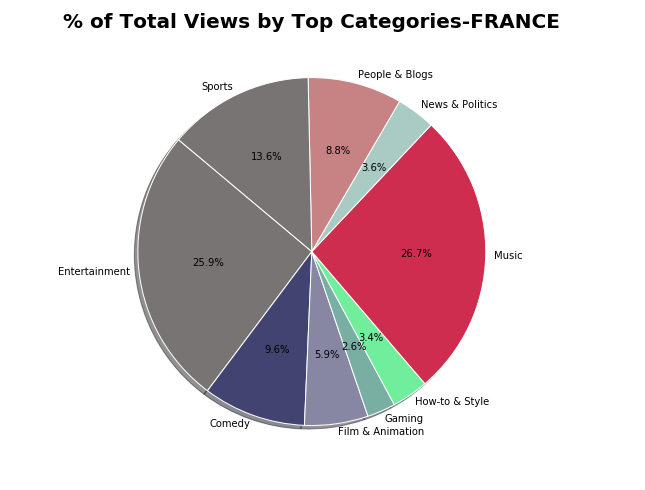 % of Total Views by Top Categories-FRANCE
People & Blogs
Sports
News & Politics
8.8%
13.6%
3.6%
Music
26.7%
25.9%
Entertainment
3.4%
2.6%
9.6%
5.9%
How-to & Style
Gaming
Comedy
Film & Animation